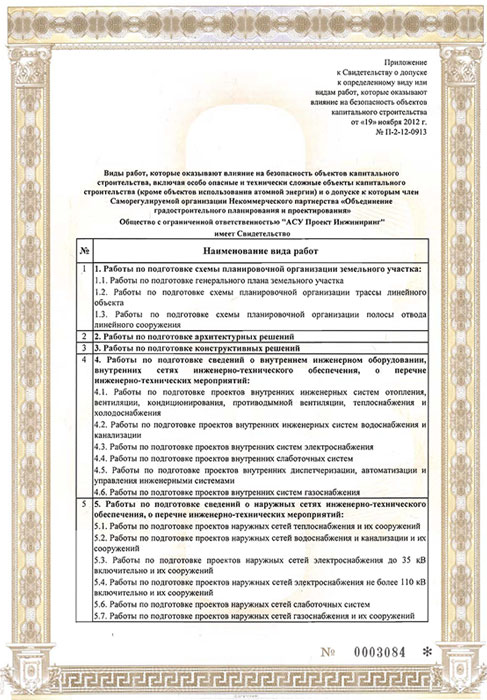 Приложение
к Свидетельству о допуске
к определенному виду или
видам работ, которые оказывают
влияние на безопасность объектов
капитального строительства
от «19» ноября 2012 г.
№ П-2-12-0913
Виды работ, которые оказывают влияние на безопасность объектов капитального
строительства, включая особо опасные и технически сложные объекты капитального
строительства (кроме объектов использования атомной энергии) и о допуске к которым член
Саморегулируемой организации Некоммерческого партнерства «Объединение
градостроительного планирования и проектирования»
Общество с ограниченной ответственностью "АСУ Проект Инжиниринг"
имеет Свидетельство
№ Наименование вида работ
1 1. Работы по подготовке схемы планировочной организации земельного участка:
1.1. Работы по подготовке генерального плана земельного участка
1.2. Работы по подготовке схемы планировочной организации трассы линейного
объекта
1.3. Работы по подготовке схемы планировочной организации полосы отвода
линейного сооружения
2 2. Работы по подготовке архитектурных решений
3 3. Работы по подготовке конструктивных решений
4 4. Работы по подготовке сведений о внутреннем инженерном оборудовании,
внутренних сетях инженерно-технического обеспечения, о перечне
инженерно-технических мероприятий:
4.1. Работы по подготовке проектов внутренних инженерных систем отопления,
вентиляции, кондиционирования, противодымной вентиляции, теплоснабжения и
холодоснабжения
4.2. Работы по подготовке проектов внутренних инженерных систем водоснабжения и
канализации
4.3. Работы по подготовке проектов внутренних систем электроснабжения
4.4. Работы по подготовке проектов внутренних слаботочных систем
4.5. Работы по подготовке проектов внутренних диспетчеризации, автоматизации и
управления инженерными системами
4.6. Работы по подготовке проектов внутренних систем газоснабжения
5 5. Работы по подготовке сведений о наружных сетях инженерно-технического
обеспечения, о перечне инженерно-технических мероприятий:
5.1. Работы по подготовке проектов наружных сетей теплоснабжения и их сооружений
5.2. Работы по подготовке проектов наружных сетей водоснабжения и канализации и их
сооружений
5.3. Работы по подготовке проектов наружных сетей электроснабжения до 35 кВ
включительно и их сооружений
5.4. Работы по подготовке проектов наружных сетей электроснабжения не более 110 кВ
включительно и их сооружений
5.6. Работы по подготовке проектов наружных сетей слаботочных систем
5.7. Работы по подготовке проектов наружных сетей газоснабжения и их сооружений
№ 0003084 *